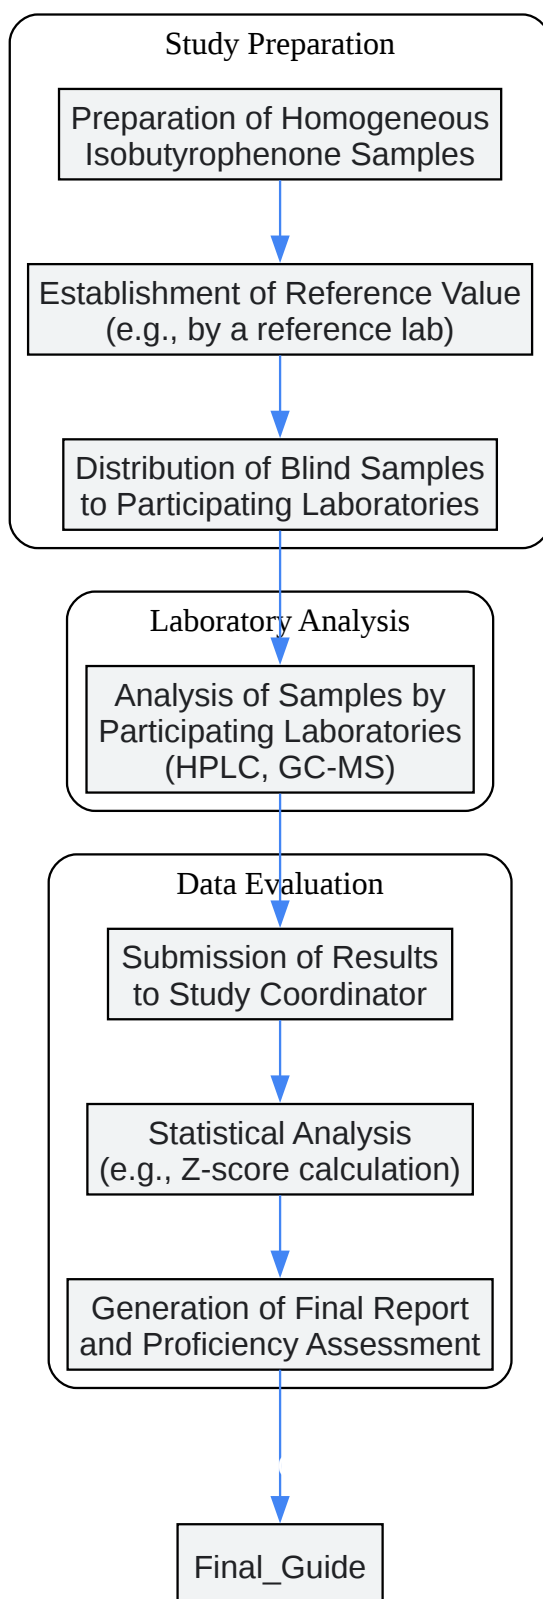 Study Preparation
Preparation of Homogeneous
Isobutyrophenone Samples
Establishment of Reference Value
(e.g., by a reference lab)
Distribution of Blind Samples
to Participating Laboratories
Laboratory Analysis
Analysis of Samples by
Participating Laboratories
(HPLC, GC-MS)
Data Evaluation
Submission of Results
to Study Coordinator
Statistical Analysis
(e.g., Z-score calculation)
Generation of Final Report
and Proficiency Assessment
Final_Guide